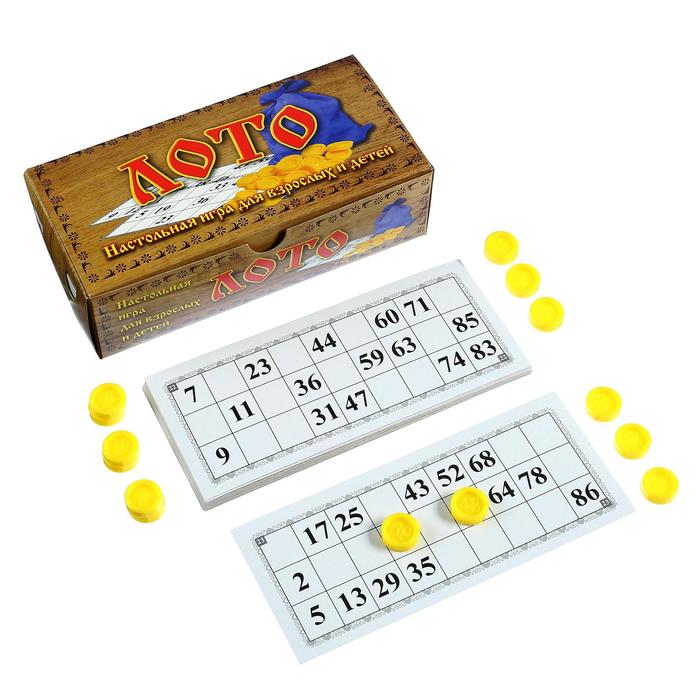 ЛОТО
Настольная игра для взрослых и детей
Настольная
игра
для взрослых
и детей
ЛОТО
7 23 44 60 71
11 36 59 63 85
9 31 47 74 83
17 25 43 52 68
2 64 78
5 13 29 35 86